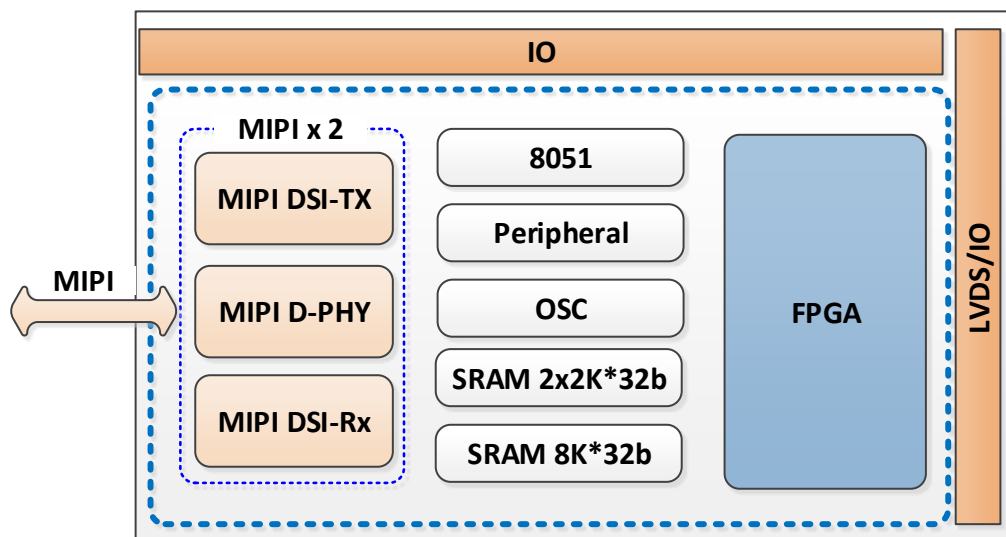 IO
MIPI x 2
MIPI DSI-TX
MIPI D-PHY
MIPI DSI-Rx
MIPI
8051
Peripheral
OSC
SRAM 2x2K*32b
SRAM 8K*32b
FPGA
LVDS/IO